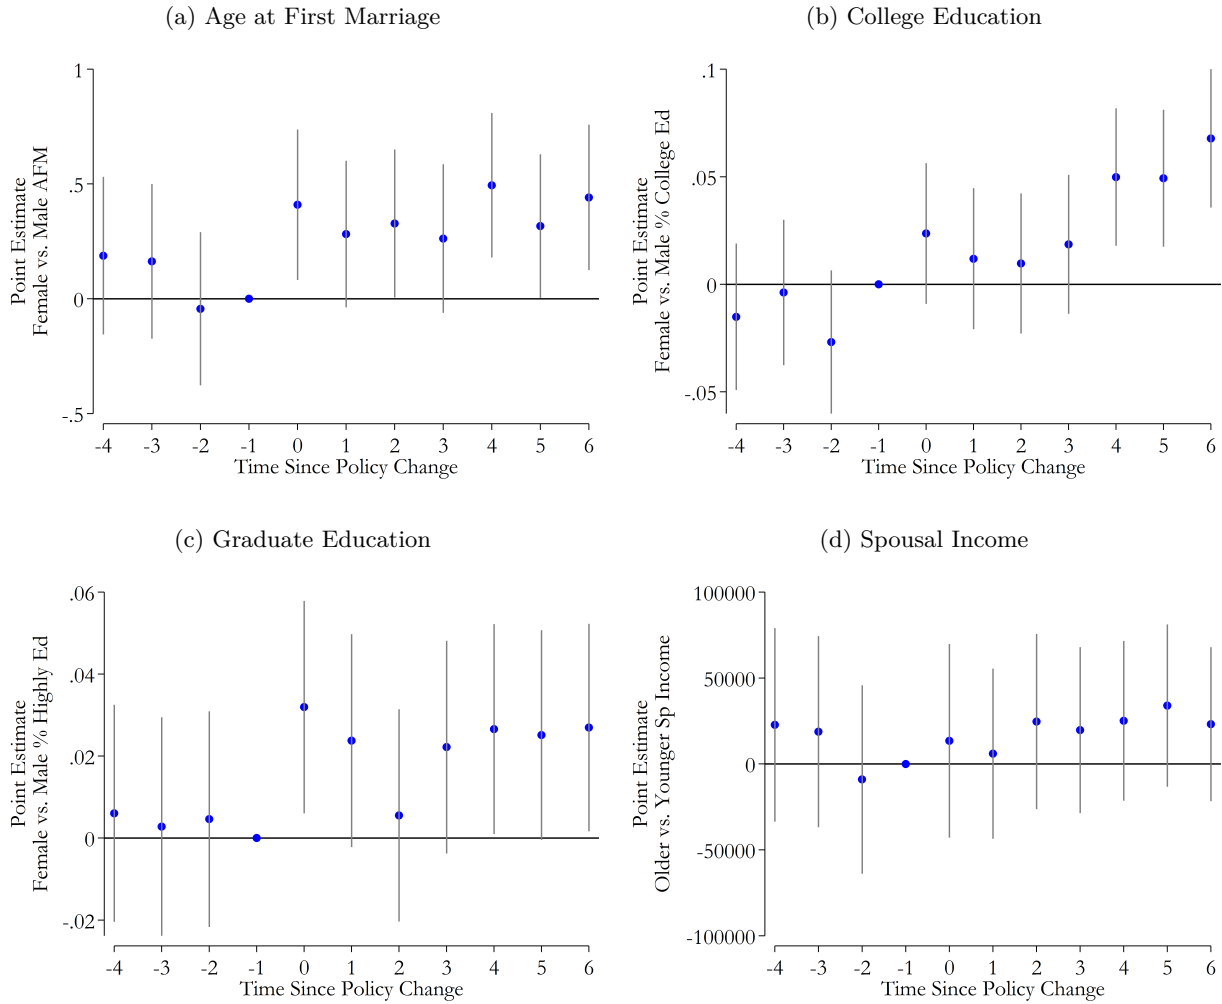 (a) Age at First Marriage
Point Estimate
Female vs. Male AFM
1
.5
0
-.5
-4 -3 -2 -1 0 1 2 3 4 5 6
Time Since Policy Change
(b) College Education
Point Estimate
Female vs. Male % College Ed
.1
.05
0
-.05
-4 -3 -2 -1 0 1 2 3 4 5 6
Time Since Policy Change
(c) Graduate Education
Point Estimate
Female vs. Male % Highly Ed
.06
.04
.02
0
-.02
-4 -3 -2 -1 0 1 2 3 4 5 6
Time Since Policy Change
(d) Spousal Income
Point Estimate
Older vs. Younger Sp Income
100000
50000
0
-50000
-100000
-4 -3 -2 -1 0 1 2 3 4 5 6
Time Since Policy Change